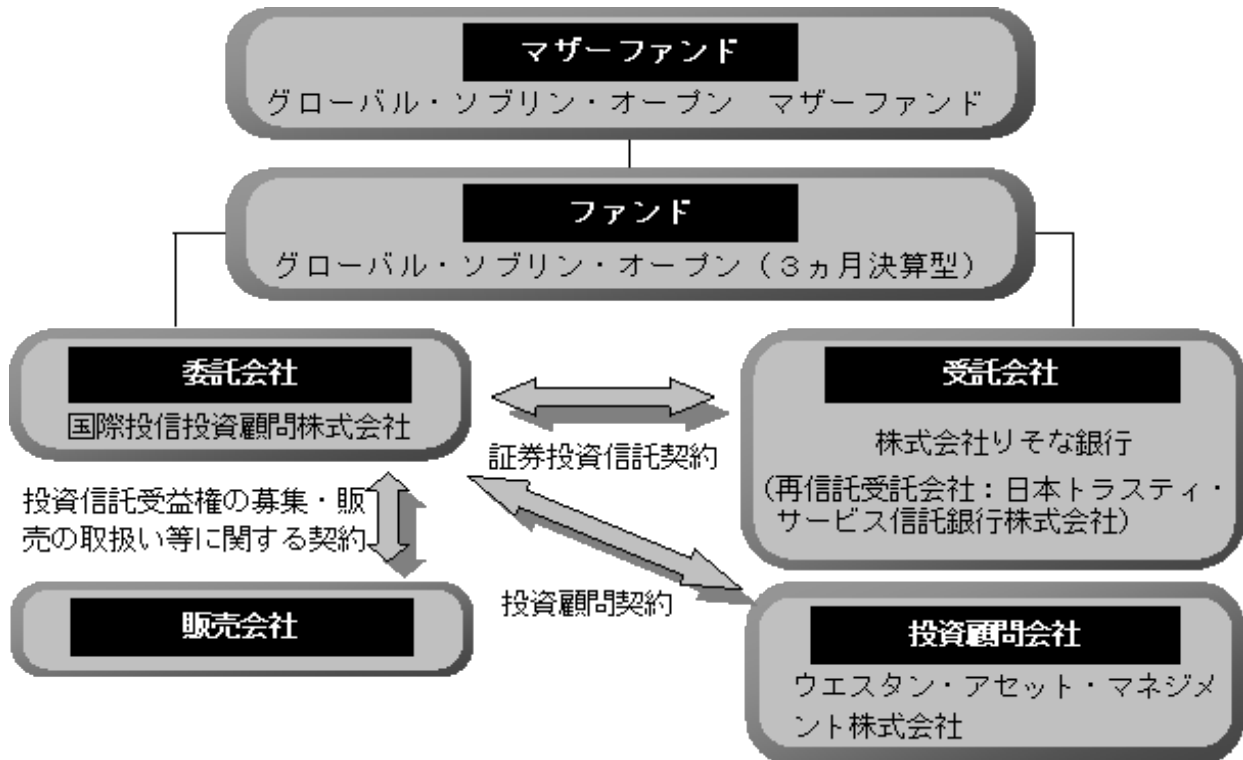 マザーファンド
グローバル・ソブリン・オープン　マザーファンド
ファンド
グローバル・ソブリン・オープン（３ヵ月決算型）
委託会社
国際投信投資顧問株式会社
証券投資信託契約
受託会社
株式会社りそな銀行
（再信託受託会社：日本トラスティ・
サービス信託銀行株式会社）
投資信託受益権の募集・販
売の取扱い等に関する契約
投資顧問契約
販売会社
投資顧問会社
ウエスタン・アセット・マネジメ
ント株式会社